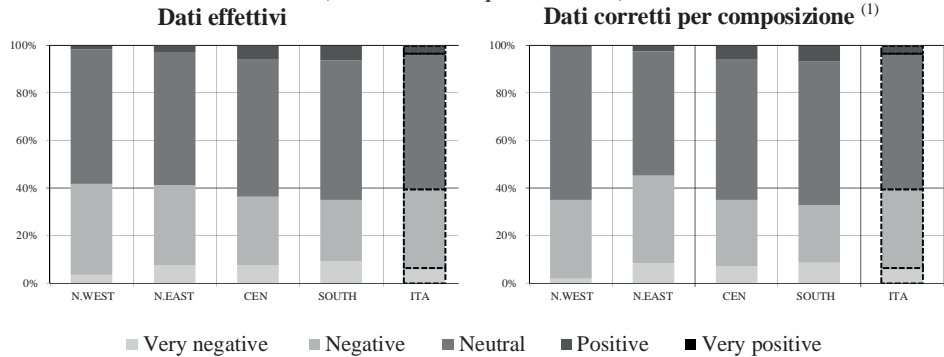 Dati effettivi
100%
80%
60%
40%
20%
0%
N.WEST N.EAST CEN SOUTH ITA
Dati corretti per composizione (1)
100%
80%
60%
40%
20%
0%
N.WEST N.EAST CEN SOUTH ITA
Very negative Negative Neutral Positive Very positive